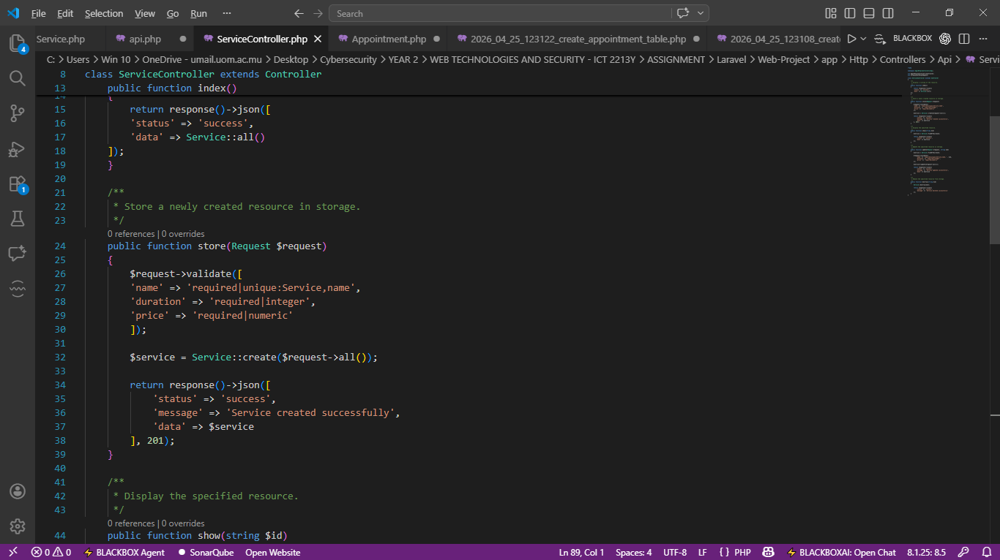 File Edit Selection View Go Run ··· Search
Service.php api.php ServiceController.php Appointment.php 2026_04_25_123122_create_appointment_table.php 2026_04_25_123108_creat BLACKBOX
C: > Users > Win 10 > OneDrive - umail.uom.ac.mu > Desktop > Cybersecurity > YEAR 2 > WEB TECHNOLOGIES AND SECURITY - ICT 2213Y > ASSIGNMENT > Laravel > Web-Project > app > Http > Controllers > Api > Servi
8 class ServiceController extends Controller
13 public function index()
14 {
15 return response()->json([
16 'status' => 'success',
17 'data' => Service::all()
18 ]);
19 }
20
21 /**
22 * Store a newly created resource in storage.
23 */
0 references | 0 overrides
24 public function store(Request $request)
25 {
26 $request->validate([
27 'name' => 'required|unique:Service,name',
28 'duration' => 'required|integer',
29 'price' => 'required|numeric'
30 ]);
31
32 $service = Service::create($request->all());
33
34 return response()->json([
35 'status' => 'success',
36 'message' => 'Service created successfully',
37 'data' => $service
38 ], 201);
39 }
40
41 /**
42 * Display the specified resource.
43 */
0 references | 0 overrides
44 public function show(string $id)
4
1
0 0 BLACKBOX Agent SonarQube Open Website Ln 89, Col 1 Spaces: 4 UTF-8 LF { } PHP BLACKBOXAI: Open Chat 8.1.25: 8.5